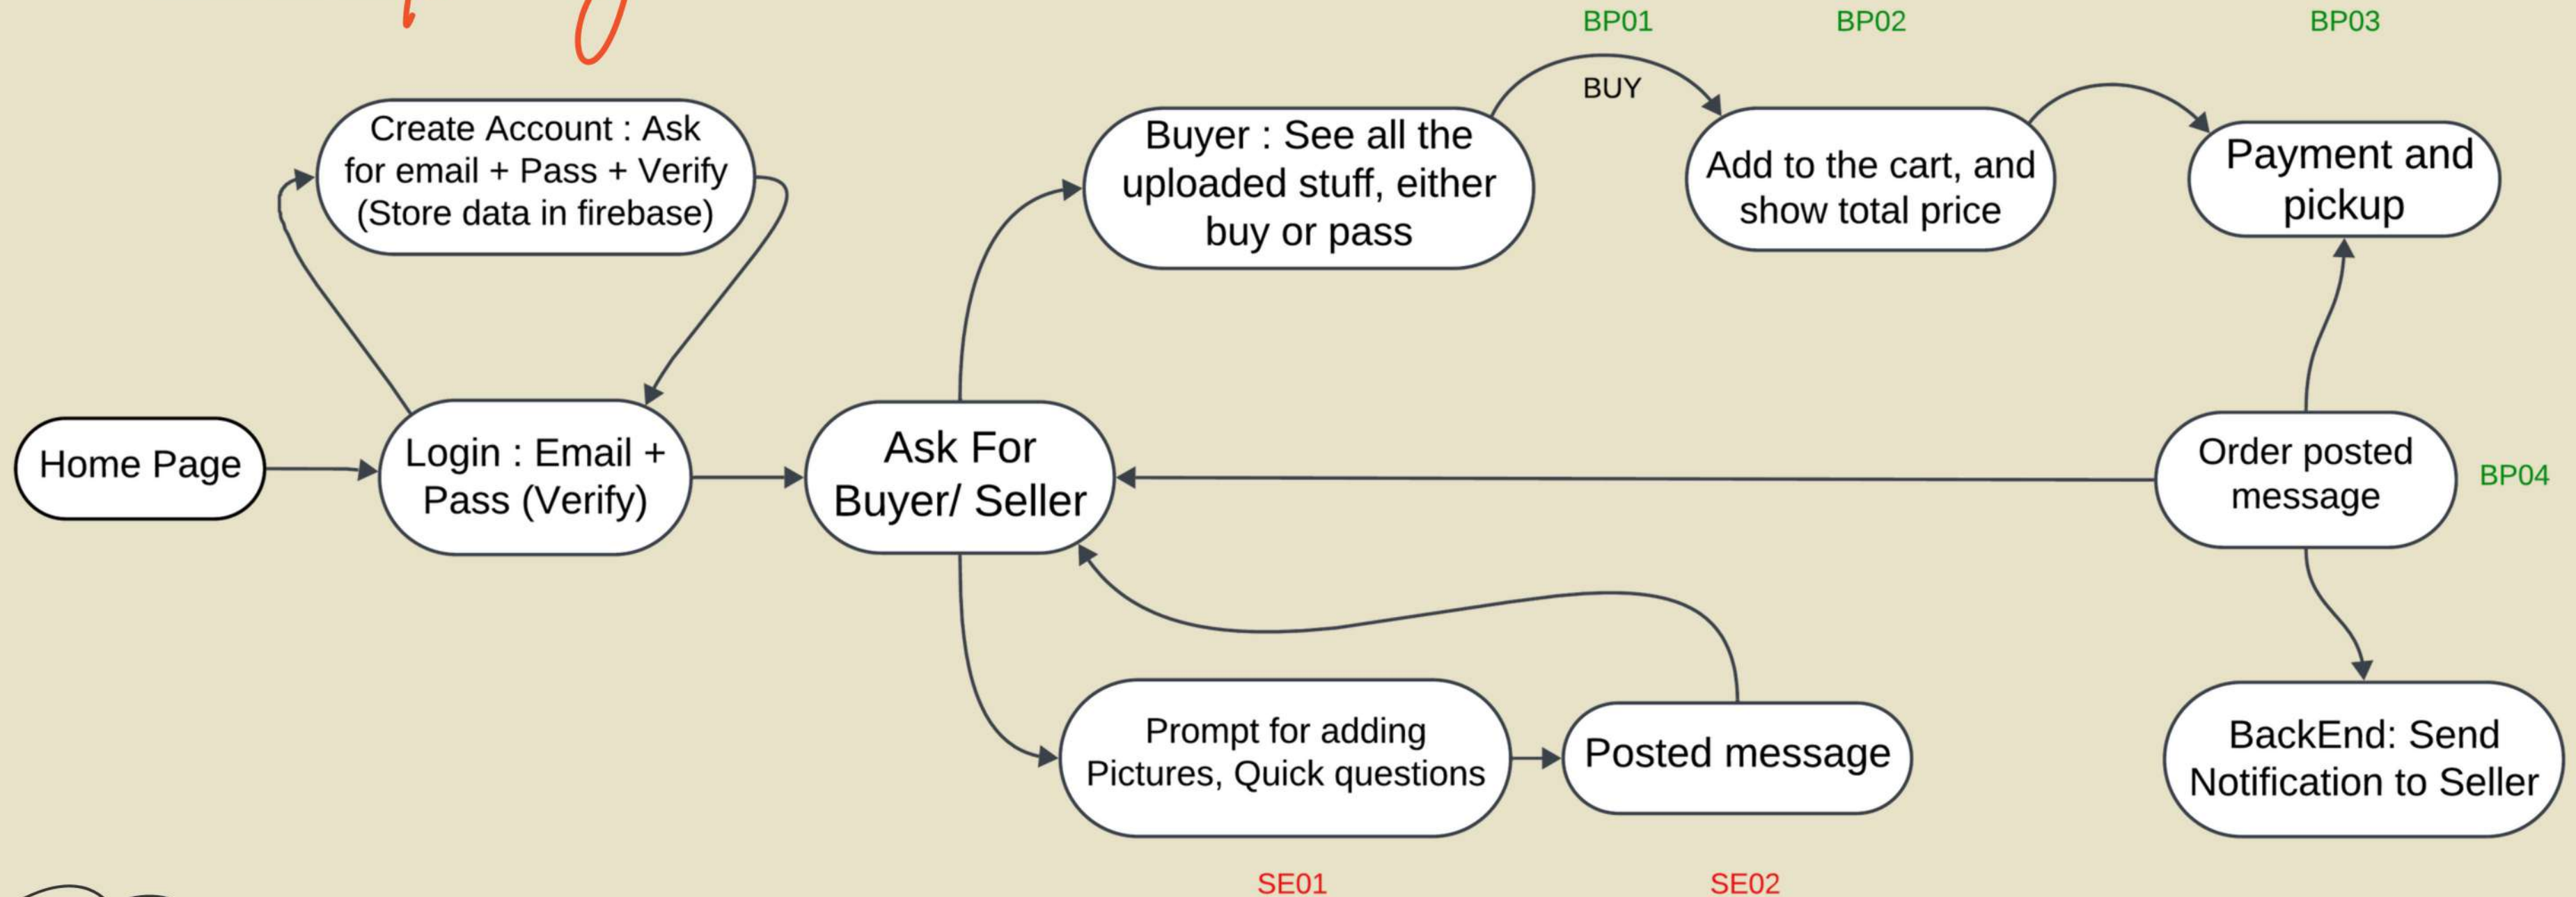 BP01
BP02
BP03
BUY
Create Account : Ask
for email + Pass + Verify
(Store data in firebase)
Buyer : See all the
uploaded stuff, either
buy or pass
Add to the cart, and
show total price
Payment and
pickup
Home Page
Login : Email +
Pass (Verify)
Ask For
Buyer/ Seller
Order posted
message
BP04
Prompt for adding
Pictures, Quick questions
Posted message
BackEnd: Send
Notification to Seller
SE01
SE02